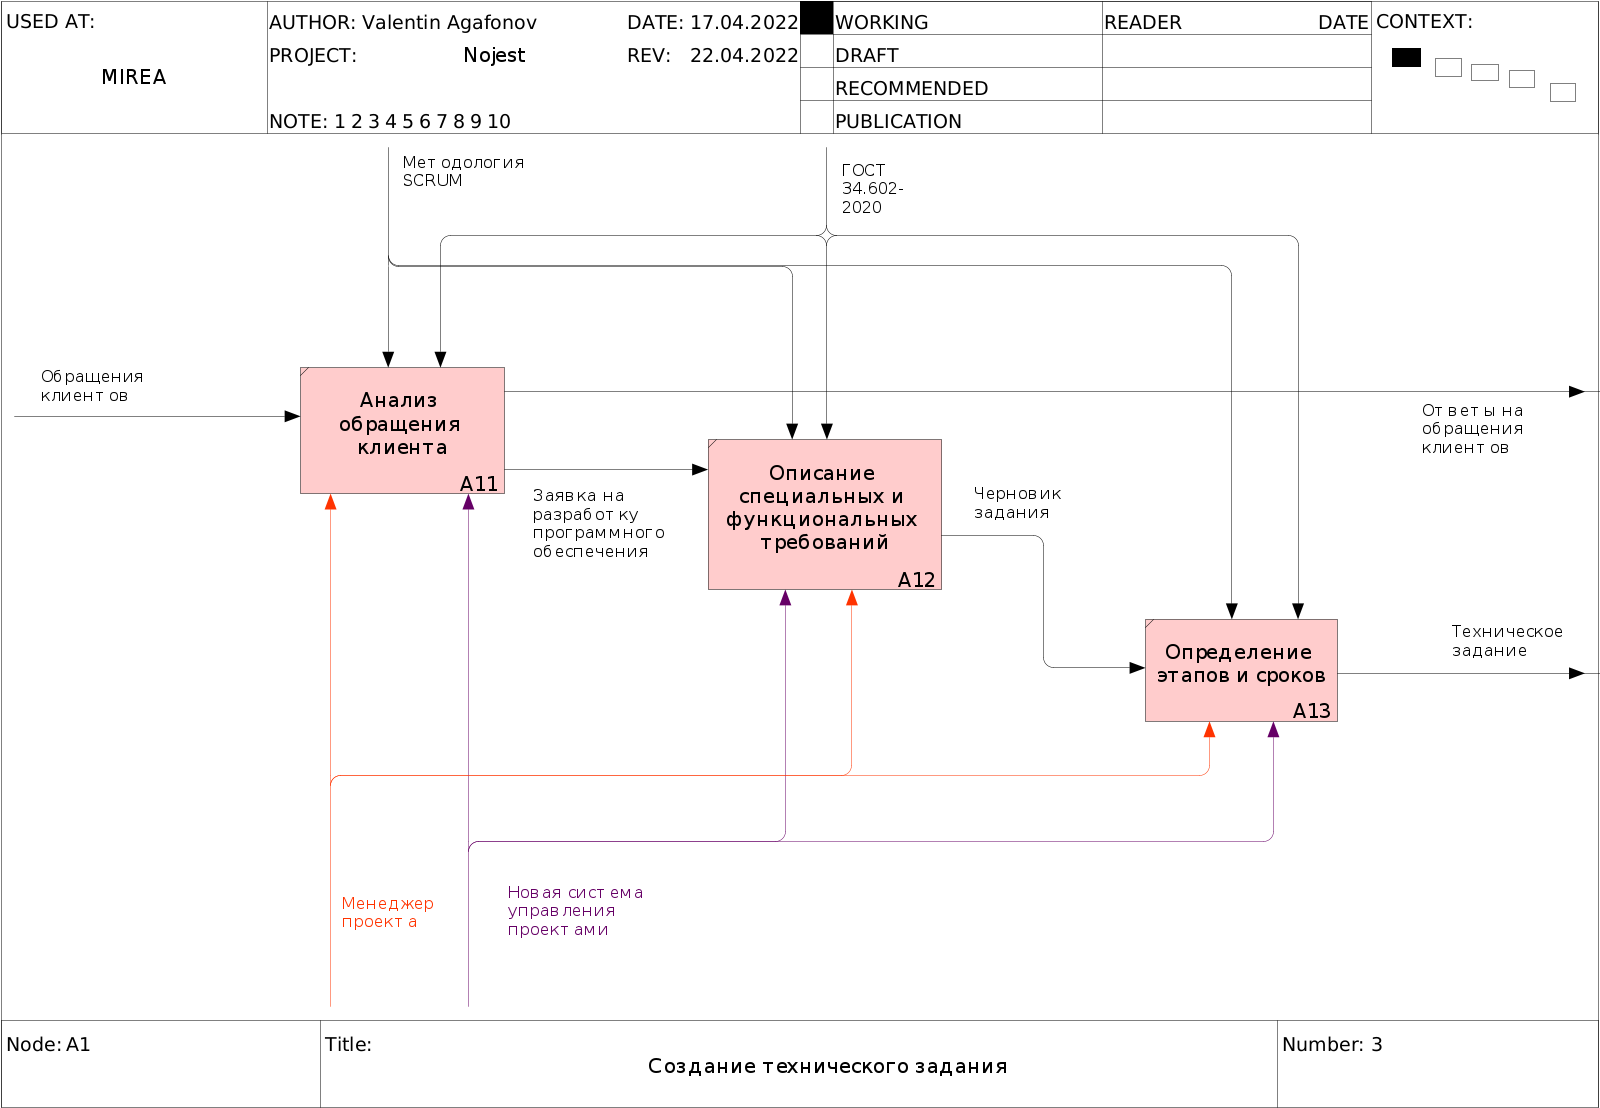 USED AT:
MIREA
AUTHOR: Valentin Agafonov
DATE: 17.04.2022
PROJECT: Nojest
REV: 22.04.2022
NOTE: 1 2 3 4 5 6 7 8 9 10
WORKING
DRAFT
RECOMMENDED
PUBLICATION
READER
DATE
CONTEXT:
Методология
SCRUM
ГОСТ
34.602-
2020
Обращения
клиентов
Анализ
обращения
клиента
A11
Ответы на
обращения
клиентов
Заявка на
разработку
программного
обеспечения
Описание
специальных и
функциональных
требований
A12
Черновик
задания
Определение
этапов и сроков
A13
Техническое
задание
Менеджер
проекта
Новая система
управления
проектами
Node: A1
Title:
Создание технического задания
Number: 3